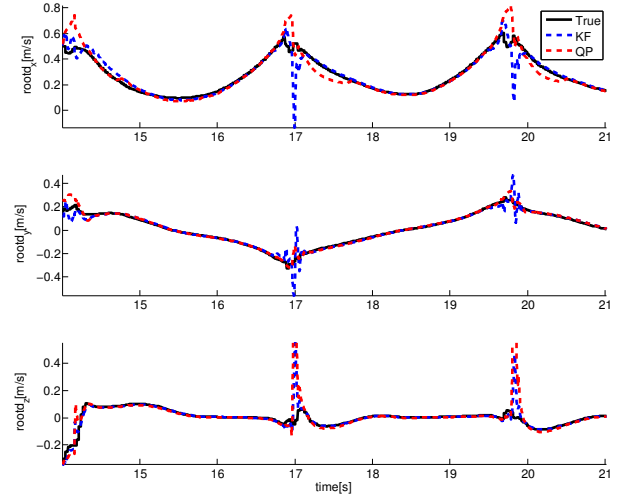 0.8
0.6
0.4
0.2
0
rootd_x[m/s]
True
KF
QP
15 16 17 18 19 20 21
0.4
0.2
0
−0.2
−0.4
rootd_y[m/s]
15 16 17 18 19 20 21
0.4
0.2
0
−0.2
rootd_z[m/s]
15 16 17 18 19 20 21
time[s]